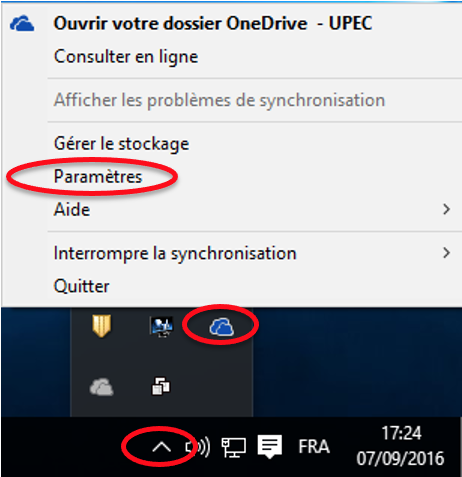 Ouvrir votre dossier OneDrive - UPEC
Consulter en ligne
Afficher les problèmes de synchronisation
Gérer le stockage
Paramètres
Aide
Interrompre la synchronisation
Quitter
FRA
17:24
07/09/2016